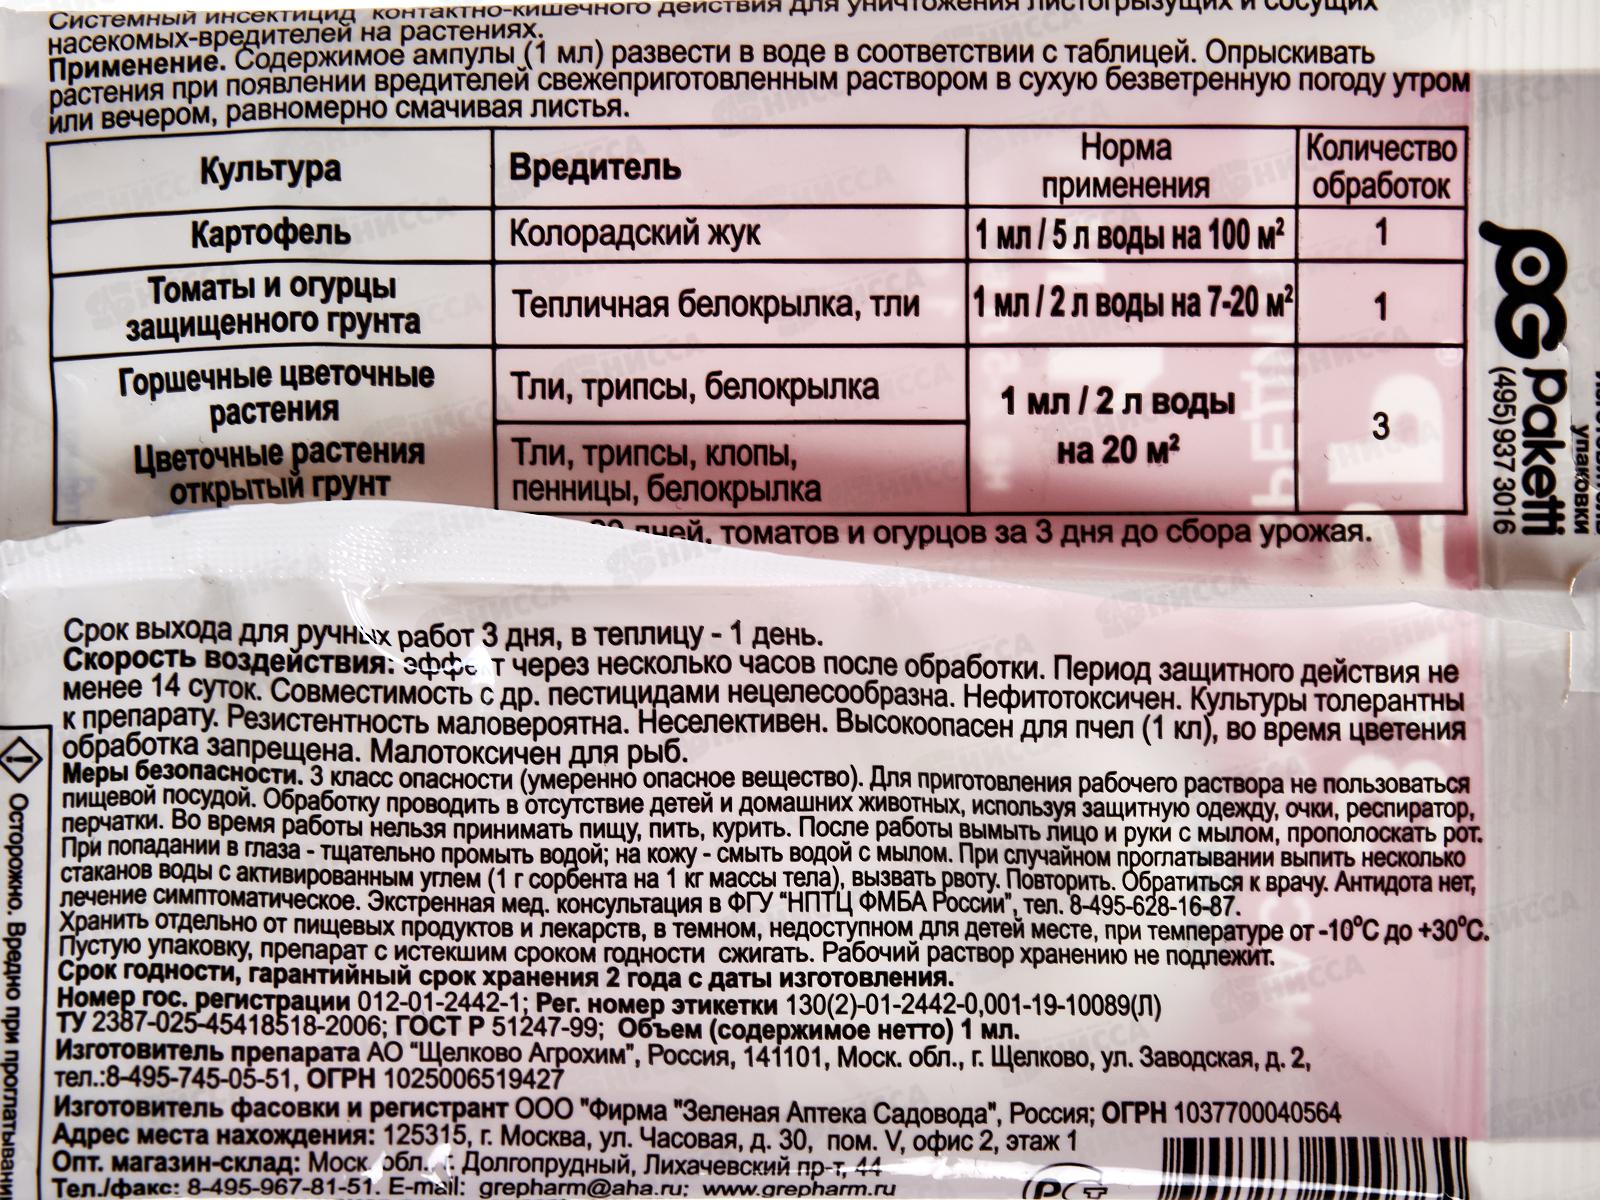 Системный инсектицид контактно-кишечного действия для уничтожения листогрызущих и сосущих
насекомых-вредителей на растениях.
Применение. Содержимое ампулы (1 мл) развести в воде в соответствии с таблицей. Опрыскивать
растения при появлении вредителей свежеприготовленным раствором в сухую безветренную погоду утром
или вечером, равномерно смачивая листья.
Культура
Вредитель
Норма
применения
Количество
обработок
Картофель
Колорадский жук
1 мл / 5 л воды на 100 м²
1
Томаты и огурцы
защищенного грунта
Тепличная белокрылка, тли
1 мл / 2 л воды на 7-20 м²
1
Горшечные цветочные
растения
Тли, трипсы, белокрылка
1 мл / 2 л воды
на 20 м²
3
Цветочные растения
открытый грунт
Тли, трипсы, клопы,
пенницы, белокрылка
дней, томатов и огурцов за 3 дня до сбора урожая.
Срок выхода для ручных работ 3 дня, в теплицу - 1 день.
Скорость воздействия: эффект через несколько часов после обработки. Период защитного действия не
менее 14 суток. Совместимость с др. пестицидами нецелесообразна. Нефитотоксичен. Культуры толерантны
к препарату. Резистентность маловероятна. Неселективен. Высокоопасен для пчел (1 кл), во время цветения
обработка запрещена. Малотоксичен для рыб.
Меры безопасности. 3 класс опасности (умеренно опасное вещество). Для приготовления рабочего раствора не пользоваться
пищевой посудой. Обработку проводить в отсутствие детей и домашних животных, используя защитную одежду, очки, респиратор,
перчатки. Во время работы нельзя принимать пищу, пить, курить. После работы вымыть лицо и руки с мылом, прополоскать рот.
При попадании в глаза - тщательно промыть водой; на кожу - смыть водой с мылом. При случайном проглатывании выпить несколько
стаканов воды с активированным углем (1 г сорбента на 1 кг массы тела), вызвать рвоту. Повторить. Обратиться к врачу. Антидота нет,
лечение симптоматическое. Экстренная мед. консультация в ФГУ "НПТЦ ФМБА России", тел. 8-495-628-16-87.
Хранить отдельно от пищевых продуктов и лекарств, в темном, недоступном для детей месте, при температуре от -10°С до +30°С.
Пустую упаковку, препарат с истекшим сроком годности сжигать. Рабочий раствор хранению не подлежит.
Срок годности, гарантийный срок хранения 2 года с даты изготовления.
Номер гос. регистрации 012-01-2442-1; Рег. номер этикетки 130(2)-01-2442-0,001-19-10089(Л)
ТУ 2387-025-45418518-2006; ГОСТ Р 51247-99; Объем (содержимое нетто) 1 мл.
Изготовитель препарата АО "Щелково Агрохим", Россия, 141101, Моск. обл., г. Щелково, ул. Заводская, д. 2,
тел.:8-495-745-05-51, ОГРН 1025006519427
Изготовитель фасовки и регистрант ООО "Фирма "Зеленая Аптека Садовода", Россия; ОГРН 1037700040564
Адрес места нахождения: 125315, г. Москва, ул. Часовая, д. 30, пом. V, офис 2, этаж 1
Опт. магазин-склад: Моск. обл., г. Долгопрудный, Лихачевский пр-т, 44
Тел./факс: 8-495-967-81-51, E-mail: grepharm@aha.ru; www.grepharm.ru
Осторожно. Вредно при проглатывании
PG paketti
(495) 937 3016
упаковки
НИССА